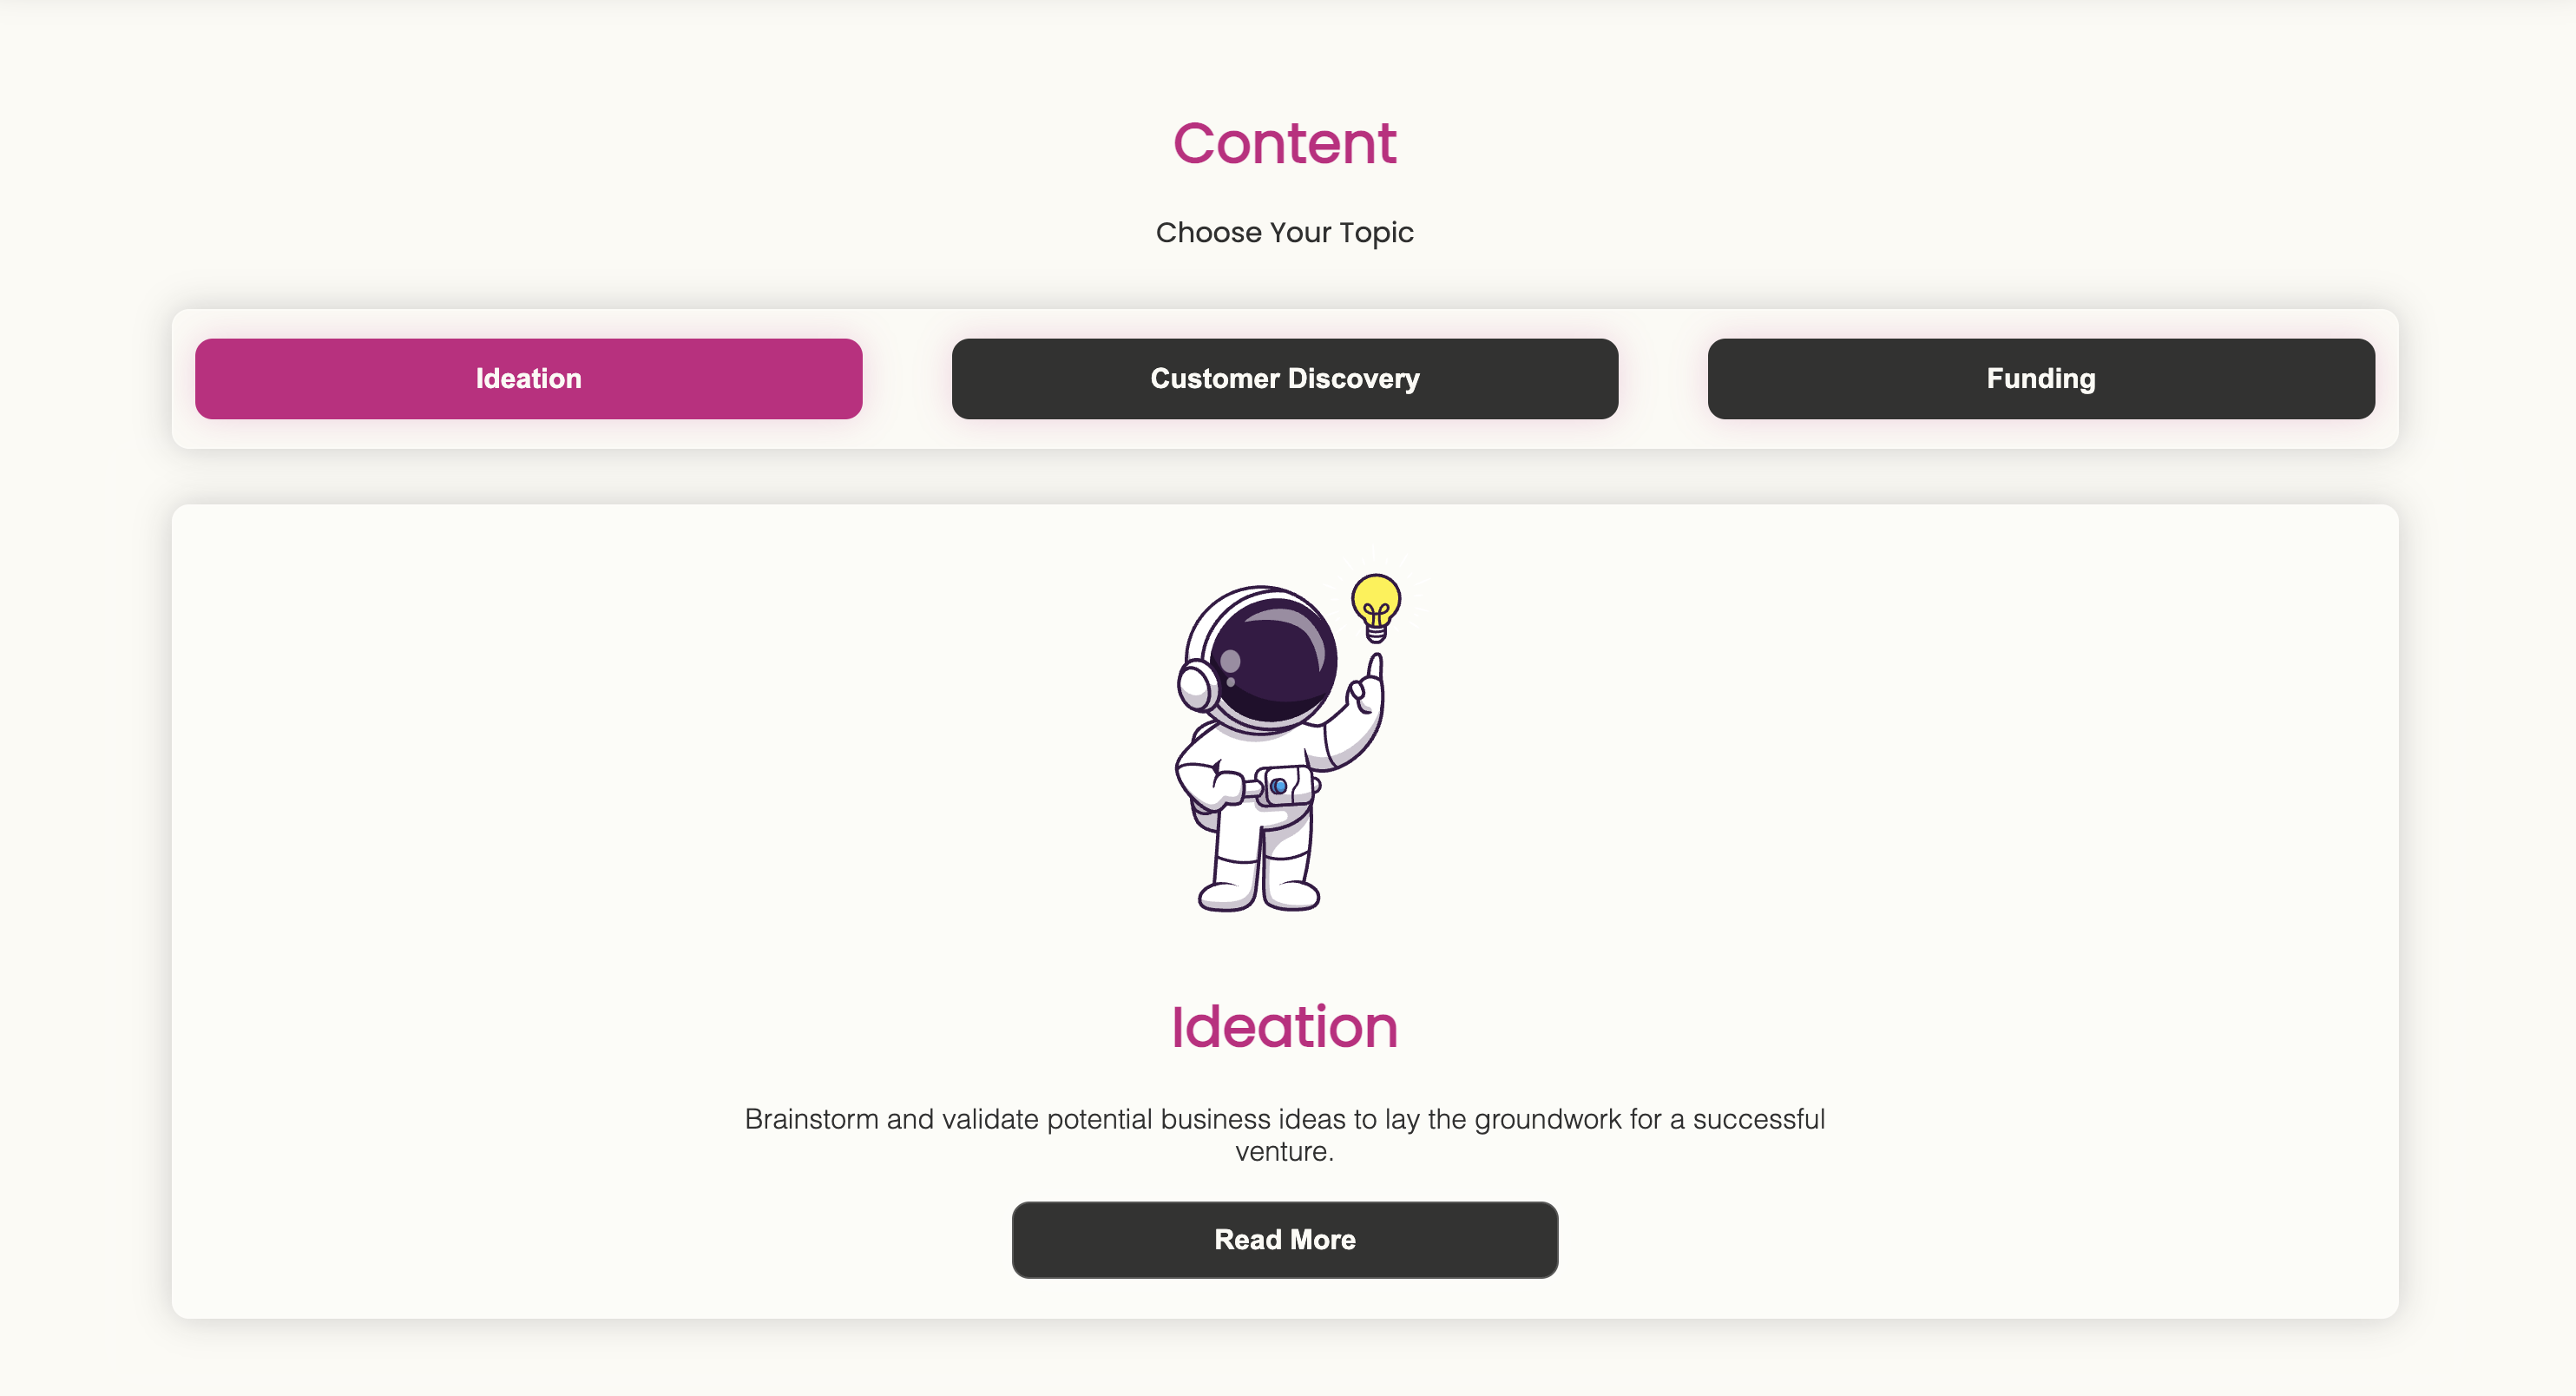 Content
Choose Your Topic
Ideation
Customer Discovery
Funding
Ideation
Brainstorm and validate potential business ideas to lay the groundwork for a successful
venture.
Read More